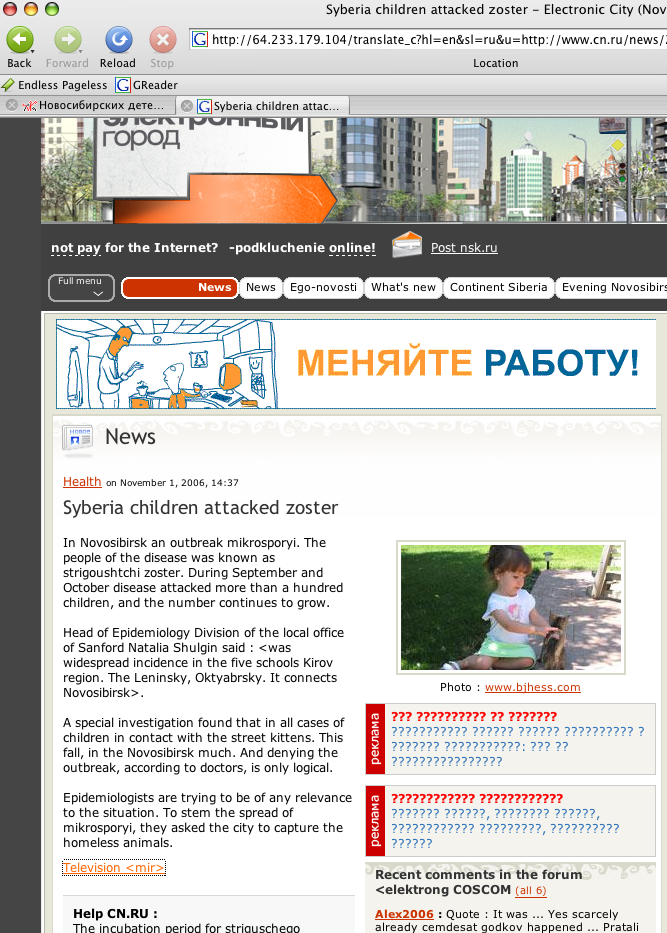 Syberia children attacked zoster – Electronic City (Nov
Back
Forward
Reload
Stop
http://64.233.179.104/translate_c?hl=en&sl=ru&u=http://www.cn.ru/news/
Location
Endless Pageless
GReader
Новосибирских дете...
Syberia children attac...
электронный
город
not pay for the Internet? -podkluchenie online!
Post nsk.ru
Full menu
News
News
Ego-novosti
What's new
Continent Siberia
Evening Novosibirs
МЕНЯЙТЕ РАБОТУ!
НОВОЕ
News
Health on November 1, 2006, 14:37
Syberia children attacked zoster
In Novosibirsk an outbreak mikrosporyi. The
people of the disease was known as
strigoushtchi zoster. During September and
October disease attacked more than a hundred
children, and the number continues to grow.
Head of Epidemiology Division of the local office
of Sanford Natalia Shulgin said : <was
widespread incidence in the five schools Kirov
region. The Leninsky, Oktyabrsky. It connects
Novosibirsk>.
A special investigation found that in all cases of
children in contact with the street kittens. This
fall, in the Novosibirsk much. And denying the
outbreak, according to doctors, is only logical.
Epidemiologists are trying to be of any relevance
to the situation. To stem the spread of
mikrosporyi, they asked the city to capture the
homeless animals.
Television <mir>
Help CN.RU :
The incubation period for striguschego
Photo : www.bjhess.com
реклама
??? ?????????? ?? ???????
??????????? ?????? ?????? ?????????? ?
??????? ???????????: ??? ??
????????????????
реклама
???????????? ????????????
??????? ??????, ???????? ??????,
???????????? ?????????, ??????????
??????
Recent comments in the forum
<elektrong COSCOM (all 6)
Alex2006 : Quote : It was ... Yes scarcely
already cemdesat godkov happened ... Pratali